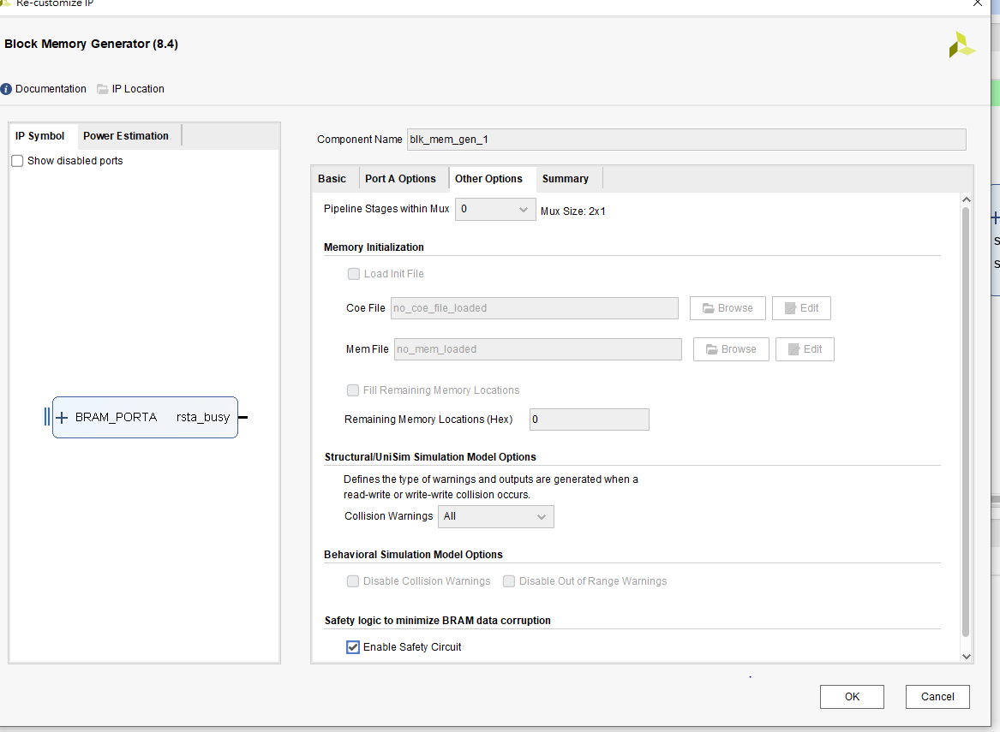 Re-customize IP
Block Memory Generator (8.4)
Documentation IP Location
IP Symbol Power Estimation
Show disabled ports
BRAM_PORTA rsta_busy
Component Name blk_mem_gen_1
Basic Port A Options Other Options Summary
Pipeline Stages within Mux 0 Mux Size: 2x1
Memory Initialization
Load Init File
Coe File no_coe_file_loaded Browse Edit
Mem File no_mem_loaded Browse Edit
Fill Remaining Memory Locations
Remaining Memory Locations (Hex) 0
Structural/UniSim Simulation Model Options
Defines the type of warnings and outputs are generated when a
read-write or write-write collision occurs.
Collision Warnings All
Behavioral Simulation Model Options
Disable Collision Warnings Disable Out of Range Warnings
Safety logic to minimize BRAM data corruption
Enable Safety Circuit
OK Cancel